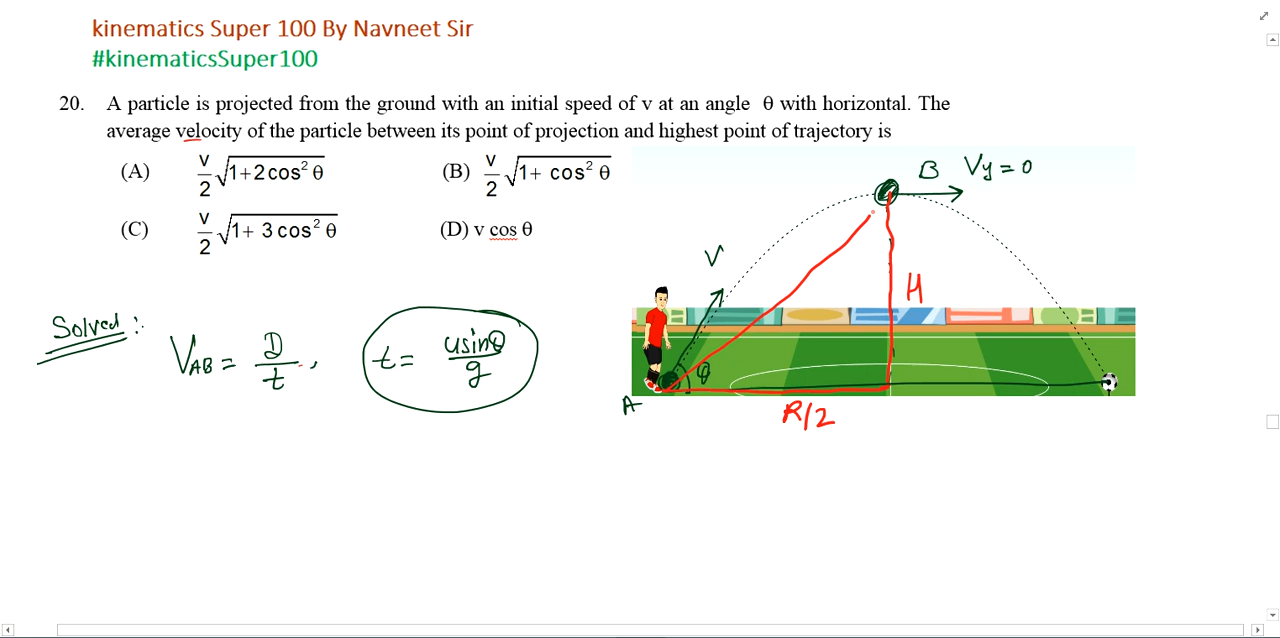 kinematics Super 100 By Navneet Sir
#kinematicsSuper100
20. A particle is projected from the ground with an initial speed of v at an angle θ with horizontal. The
average velocity of the particle between its point of projection and highest point of trajectory is
(A) v/2 √(1+2cos² θ) (B) v/2 √(1+ cos² θ)
(C) v/2 √(1+ 3cos² θ) (D) v cos θ
B Vy=0
V
H
Solved:
V_AB = D/t, t = usinθ/g
θ
A
R/2